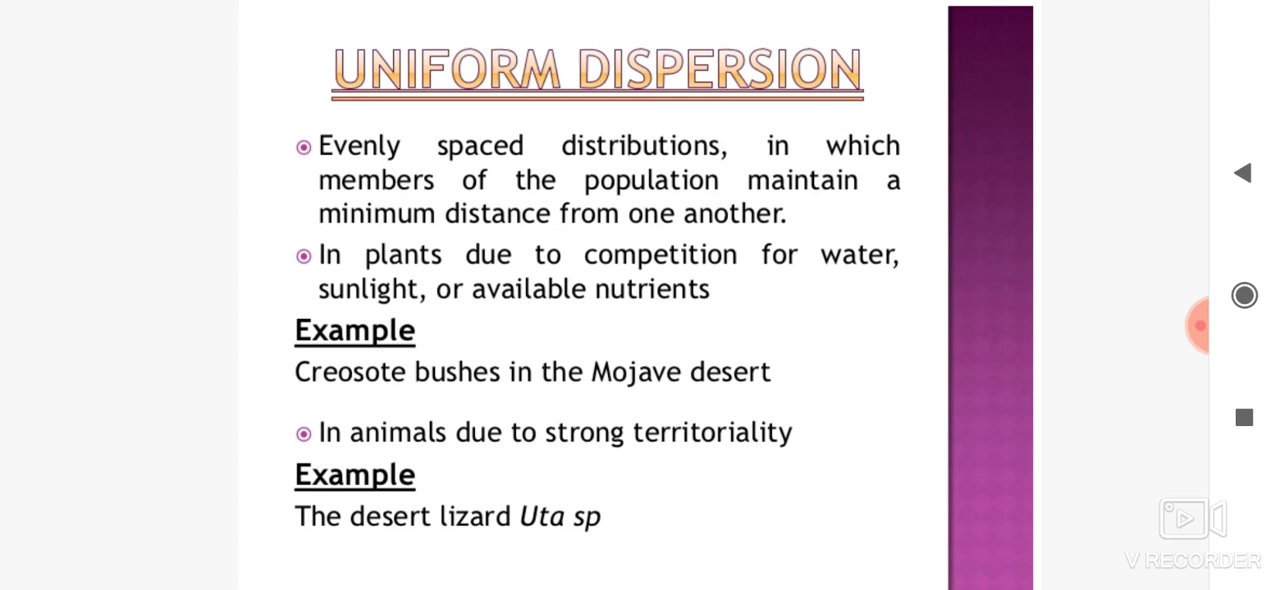 UNIFORM DISPERSION
Evenly spaced distributions, in which
members of the population maintain a
minimum distance from one another.
In plants due to competition for water,
sunlight, or available nutrients
Example
Creosote bushes in the Mojave desert
In animals due to strong territoriality
Example
The desert lizard Uta sp
V RECORDER